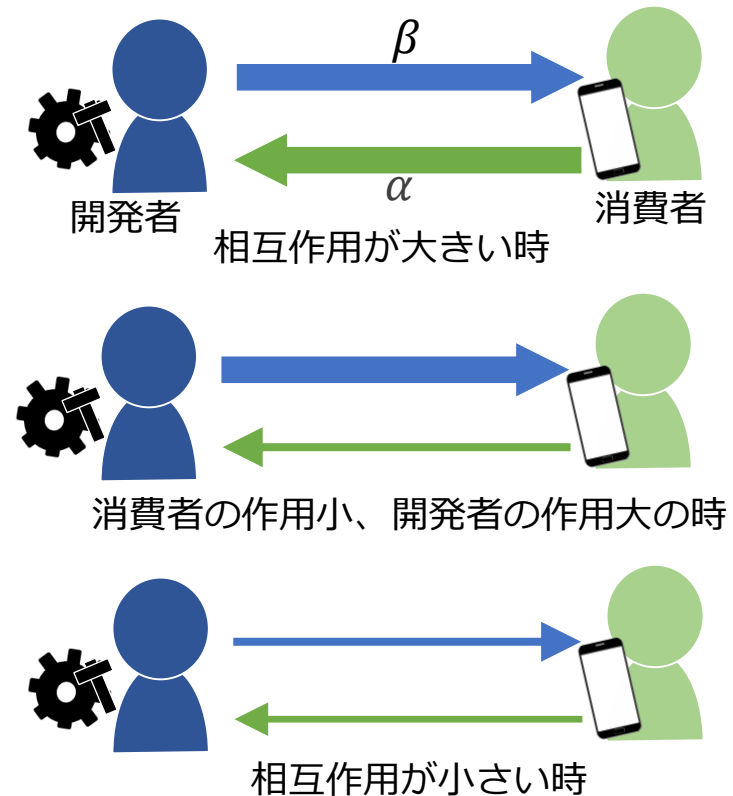 β
α
開発者
消費者
相互作用が大きい時
消費者の作用小、開発者の作用大の時
相互作用が小さい時